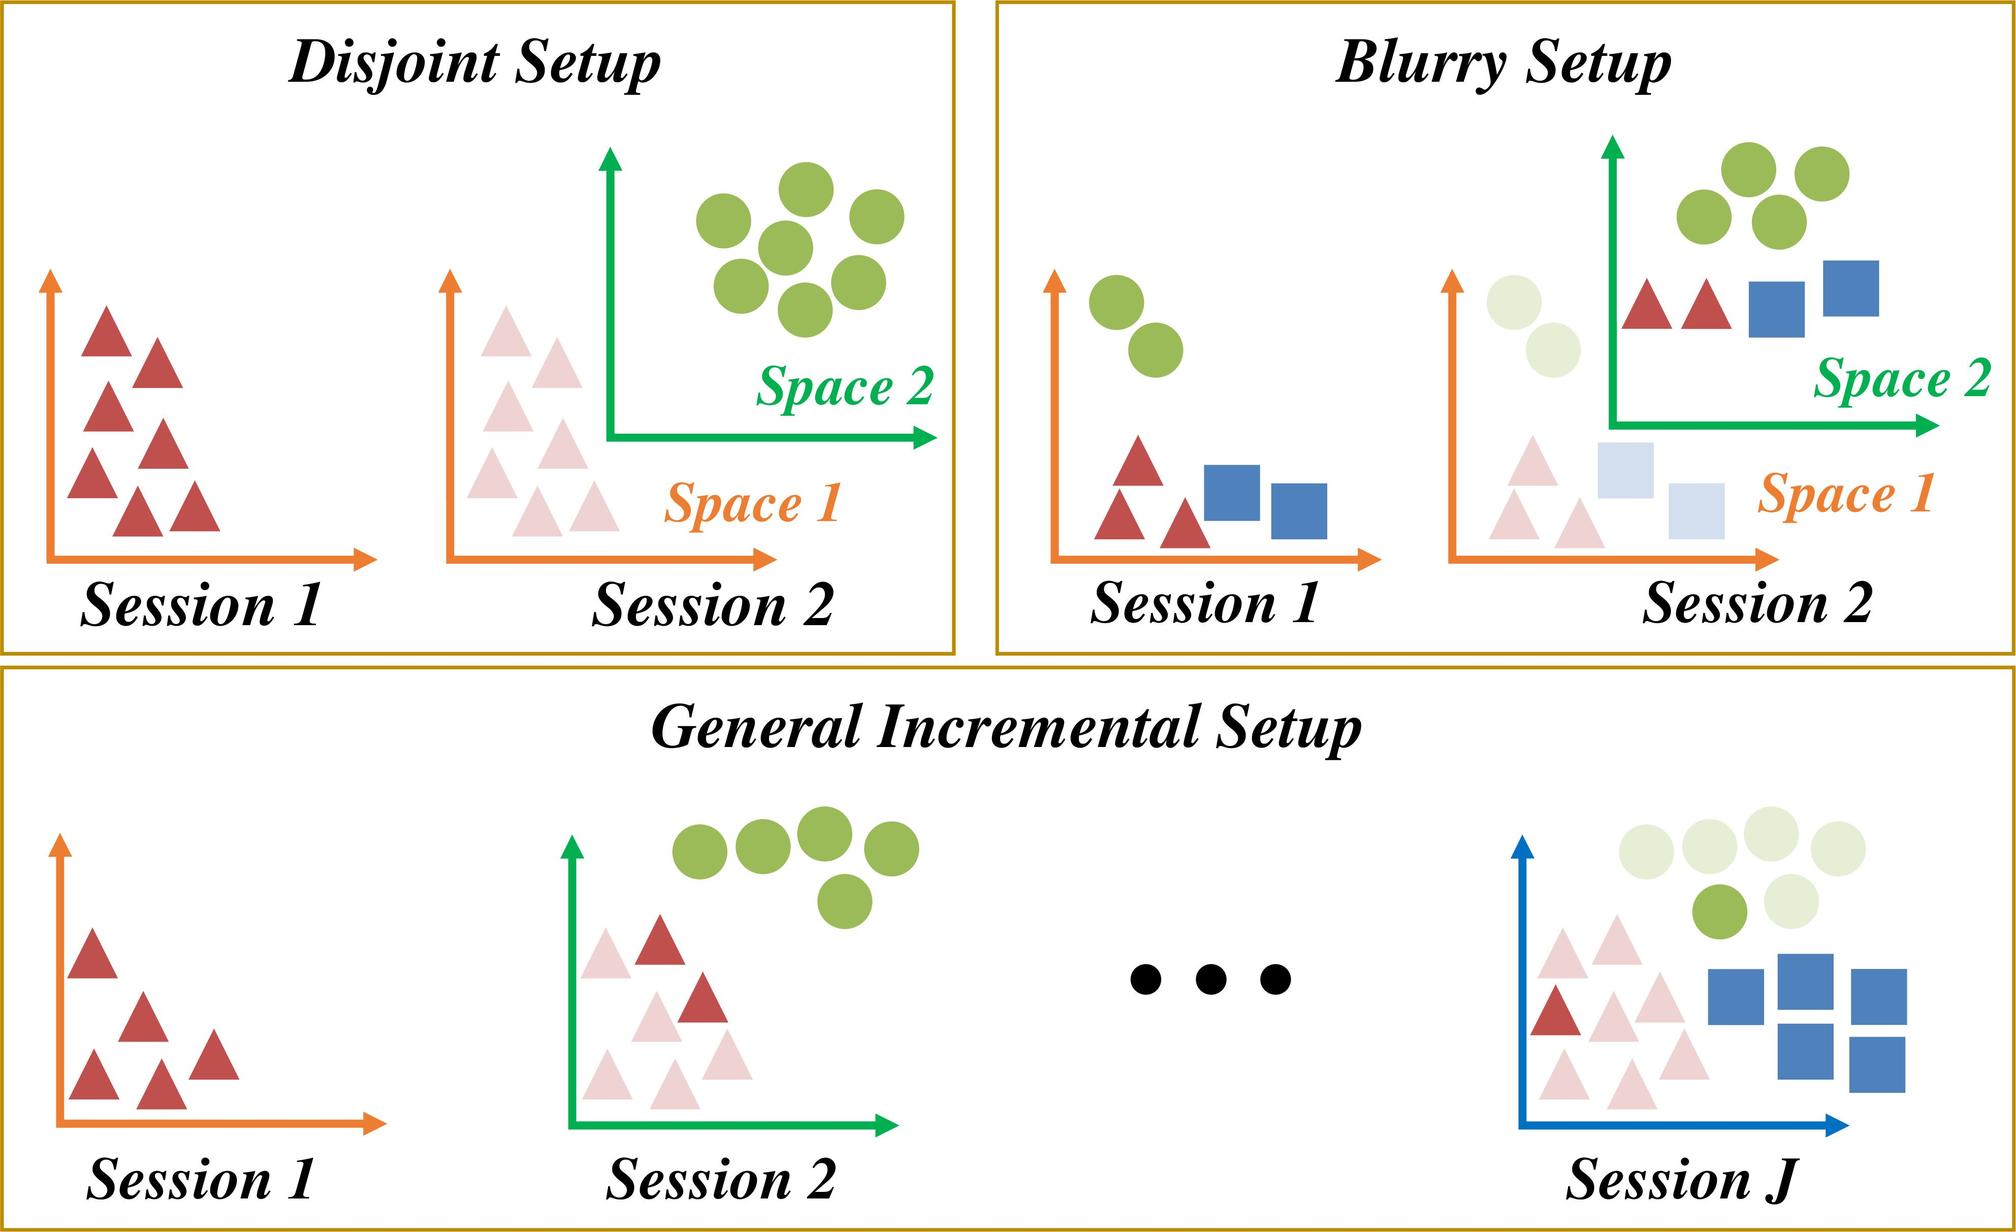 Disjoint Setup
Space 2
Space 1
Session 1
Session 2
Blurry Setup
Space 2
Space 1
Session 1
Session 2
General Incremental Setup
Session 1
Session 2
Session J